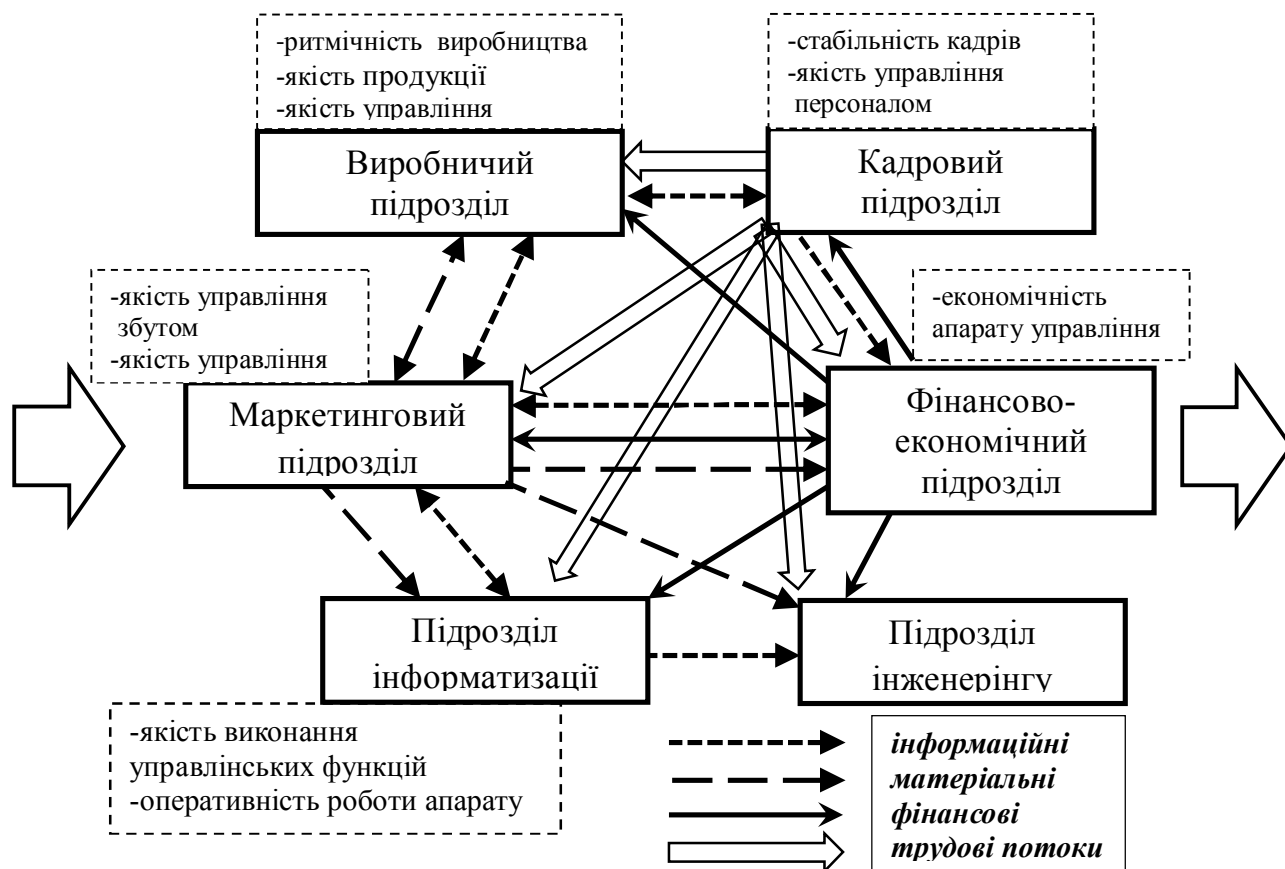 -ритмічність виробництва
-якість продукції
-якість управління
-стабільність кадрів
-якість управління
персоналом
Виробничий
підрозділ
Кадровий
підрозділ
-якість управління
збутом
-якість управління
-економічність
апарату управління
Маркетинговий
підрозділ
Фінансово-
економічний
підрозділ
Підрозділ
інформатизації
Підрозділ
інженерінгу
-якість виконання
управлінських функцій
-оперативність роботи апарату
інформаційні
матеріальні
фінансові
трудові потоки